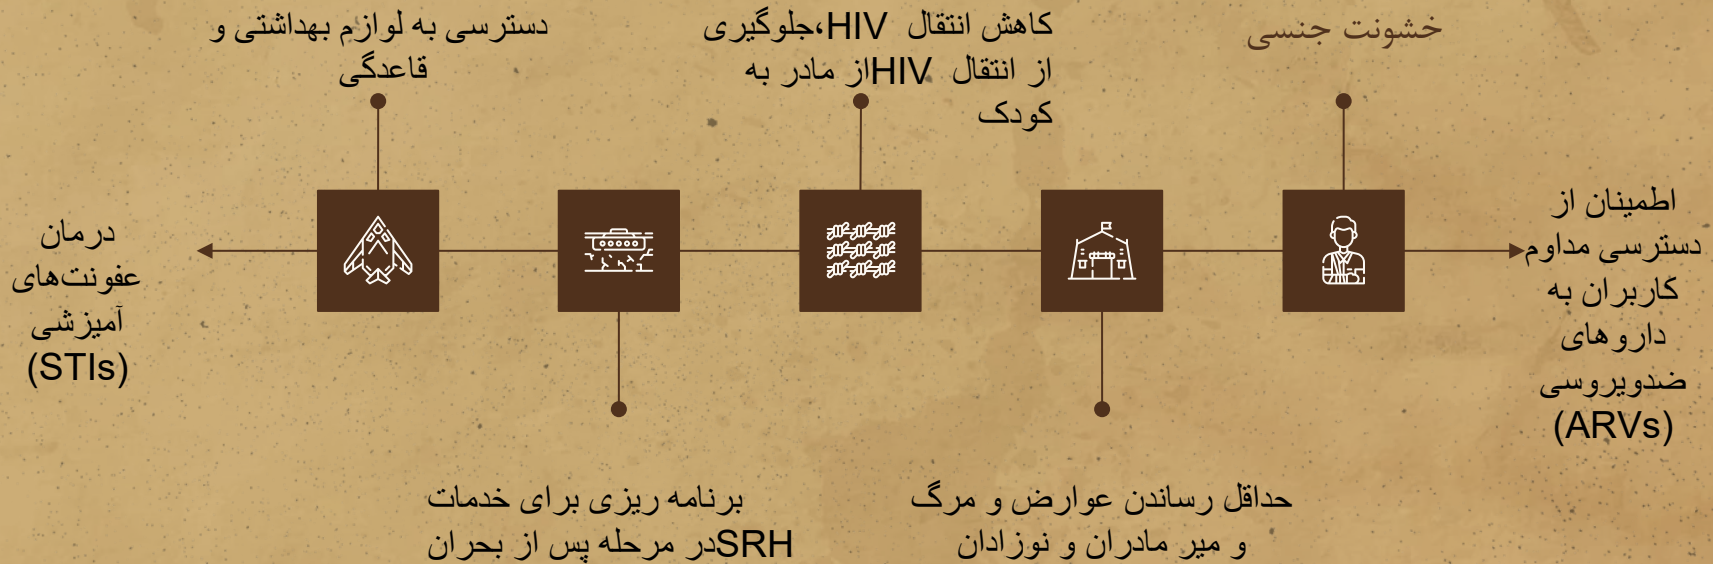 خشونت جنسی
کاهش انتقال HIV،جلوگیری
از انتقال HIVاز مادر به
کودک
دسترسی به لوازم بهداشتی و
قاعدگی
اطمینان از
دسترسی مداوم
کاربران به
داروهای
ضدویروسی
(ARVs)
درمان
عفونت‌های
آمیزشی
(STIs)
حداقل رساندن عوارض و مرگ
و میر مادران و نوزادان
برنامه ریزی برای خدمات
SRHدر مرحله پس از بحران